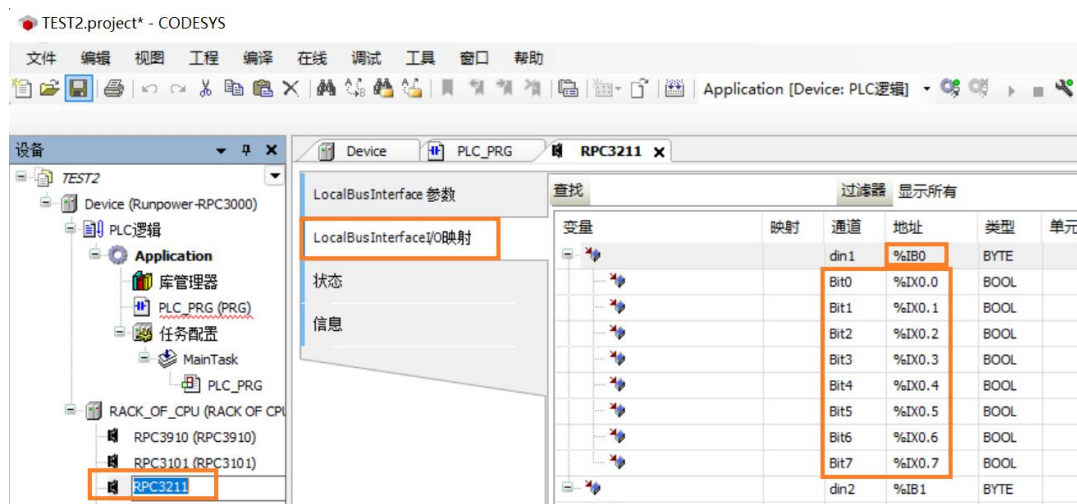 TEST2.project* - CODESYS
文件 编辑 视图 工程 编译 在线 调试 工具 窗口 帮助
Application [Device: PLC逻辑]
设备
TEST2
Device (Runpower-RPC3000)
PLC逻辑
Application
库管理器
PLC_PRG (PRG)
任务配置
MainTask
PLC_PRG
RACK_OF_CPU (RACK OF CPU
RPC3910 (RPC3910)
RPC3101 (RPC3101)
RPC3211
Device PLC_PRG RPC3211
LocalBusInterface 参数
LocalBusInterfaceI/O映射
状态
信息
查找 过滤器 显示所有
变量 映射 通道 地址 类型 单元
din1 %IB0 BYTE
Bit0 %IX0.0 BOOL
Bit1 %IX0.1 BOOL
Bit2 %IX0.2 BOOL
Bit3 %IX0.3 BOOL
Bit4 %IX0.4 BOOL
Bit5 %IX0.5 BOOL
Bit6 %IX0.6 BOOL
Bit7 %IX0.7 BOOL
din2 %IB1 BYTE